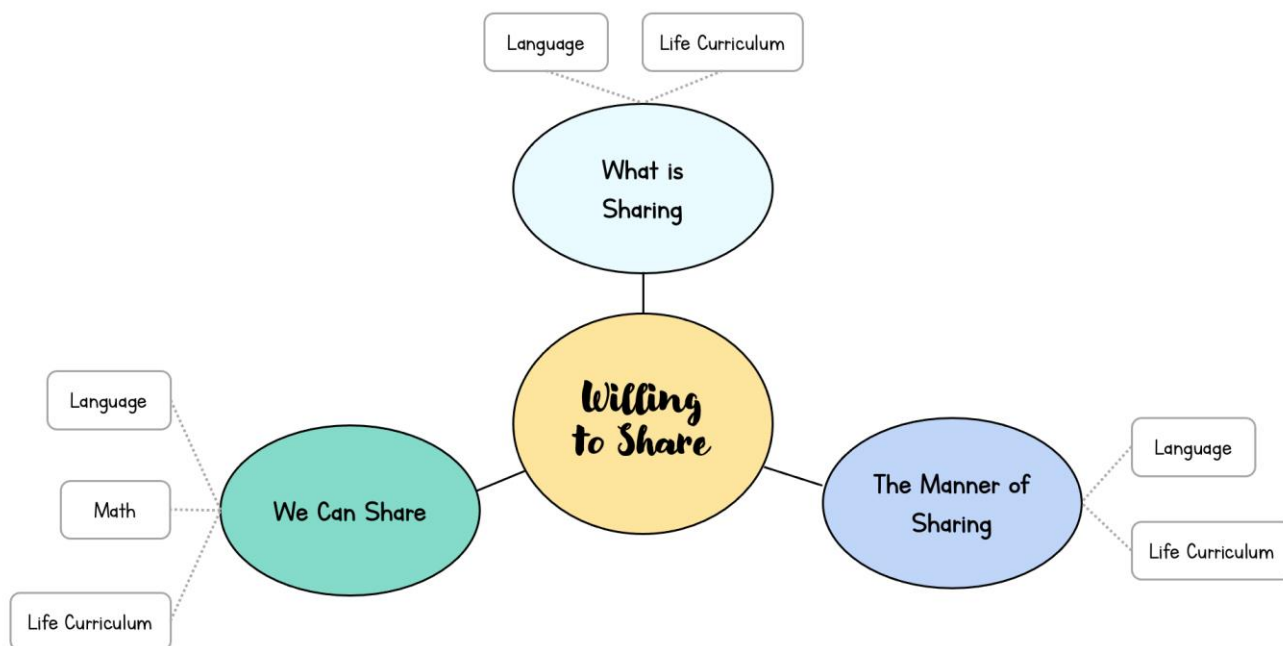 Language
Life Curriculum
What is
Sharing
Willing
to Share
Language
Math
Life Curriculum
We Can Share
The Manner of
Sharing
Language
Life Curriculum